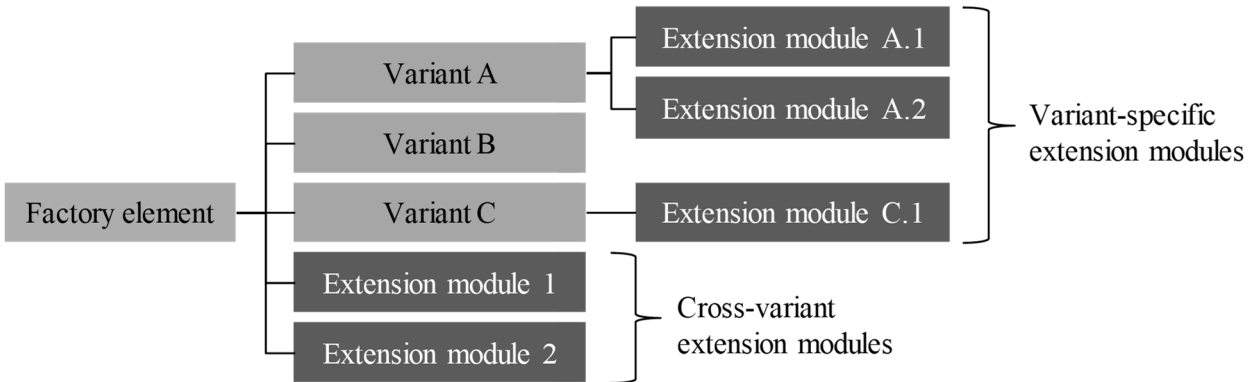 Extension module A.1
Variant A
Extension module A.2
Variant-specific
extension modules
Variant B
Factory element
Variant C
Extension module C.1
Extension module 1
Cross-variant
extension modules
Extension module 2